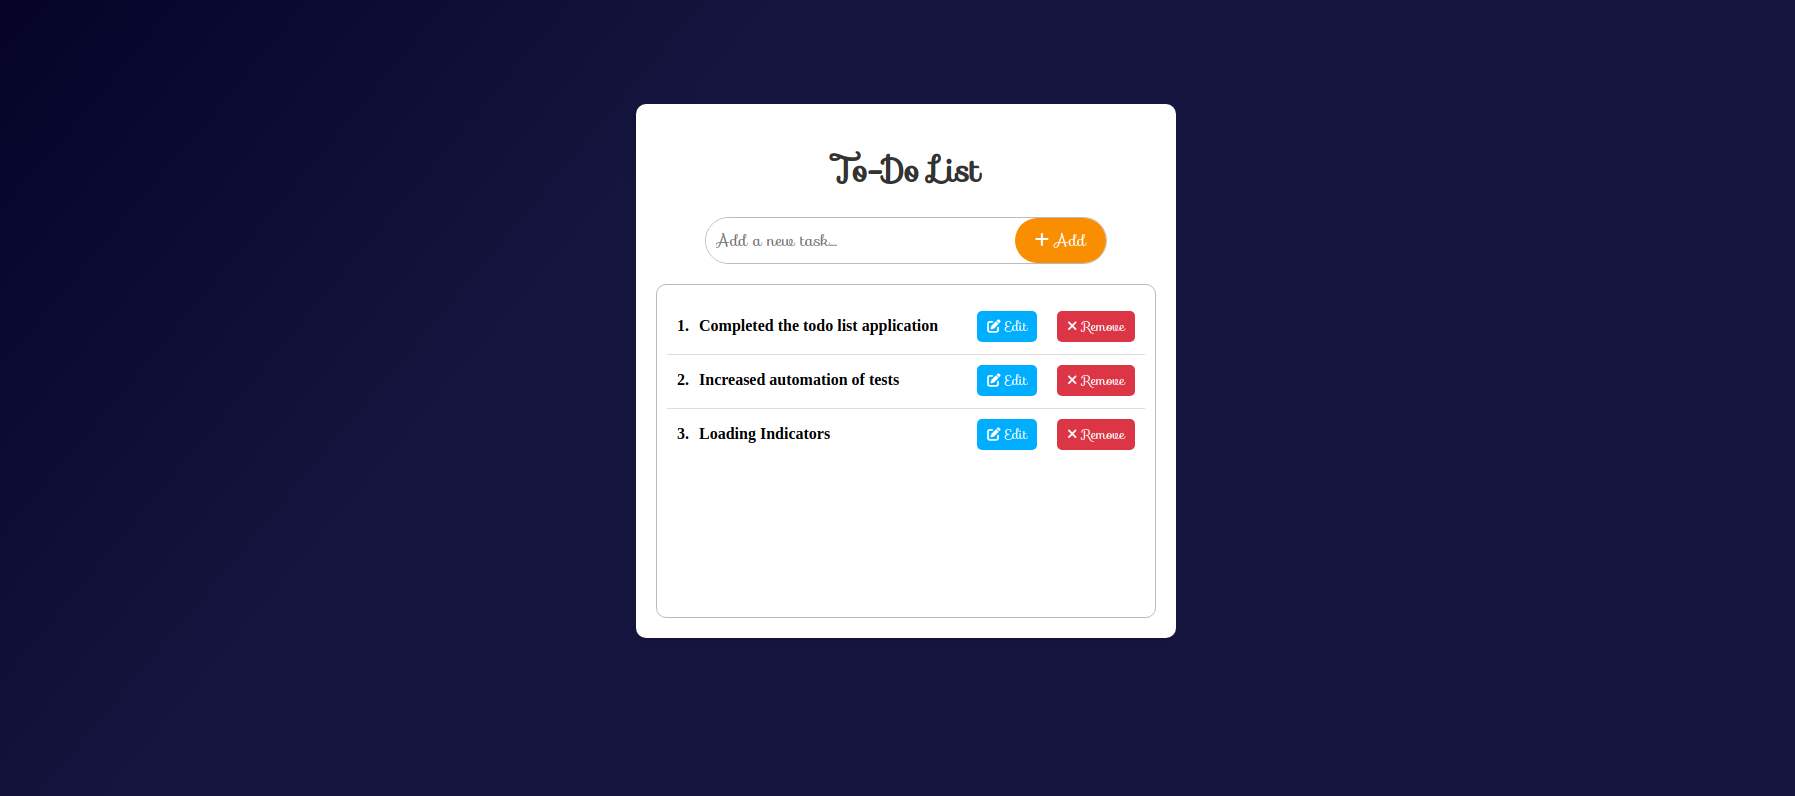 To-Do List
Add a new task...
Add
1. Completed the todo list application Edit Remove
2. Increased automation of tests Edit Remove
3. Loading Indicators Edit Remove